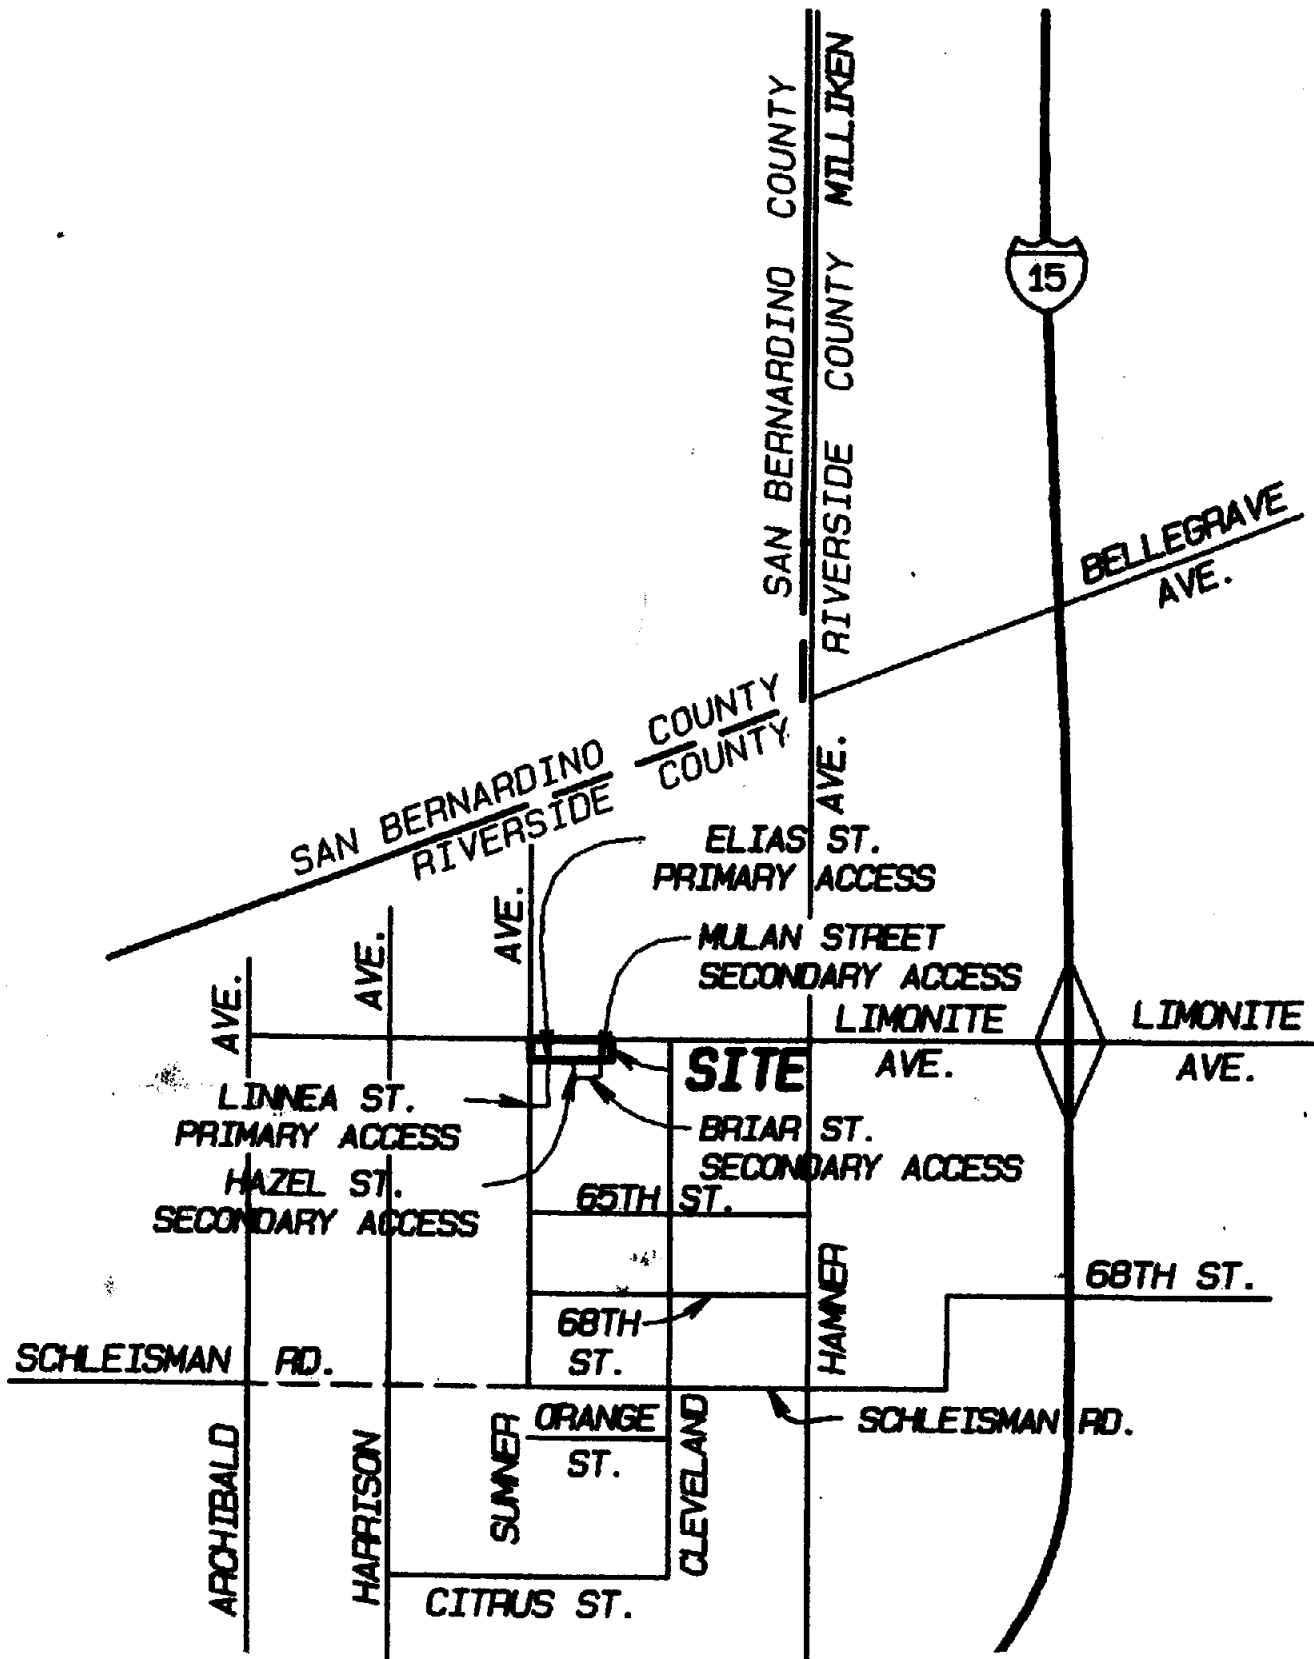 SAN BERNARDINO COUNTY
RIVERSIDE COUNTY MILLIKEN
15
BELLEGRAVE
AVE.
SAN BERNARDINO COUNTY
RIVERSIDE COUNTY
AVE.
ELIAS ST.
PRIMARY ACCESS
AVE.
AVE.
AVE.
MULAN STREET
SECONDARY ACCESS
LIMONITE
AVE.
LIMONITE
AVE.
SITE
LINNEA ST.
PRIMARY ACCESS
BRIAR ST.
SECONDARY ACCESS
HAZEL ST.
SECONDARY ACCESS
65TH ST.
68TH ST.
68TH
ST.
HAMNER
SCHLEISMAN RD.
ORANGE
ST.
SCHLEISMAN RD.
ARCHIBALD
HARRISON
SUMNER
CLEVELAND
CITRUS ST.